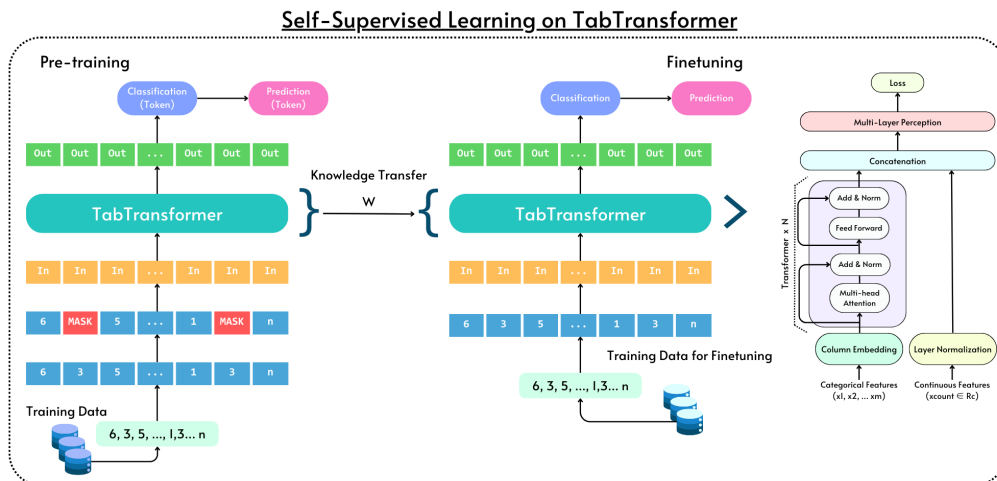 Self-Supervised Learning on TabTransformer
Pre-training
Classification
(Token)
Prediction
(Token)
Out Out Out ... Out Out Out
TabTransformer
In In In ... In In In
6 MASK 5 ... 1 MASK n
6 3 5 ... 1 3 n
Training Data
6, 3, 5, ..., 1,3... n
Knowledge Transfer
W
} {
Finetuning
Classification
Prediction
Out Out Out ... Out Out Out
TabTransformer
In In In ... In In In
6 3 5 ... 1 3 n
Training Data for Finetuning
6, 3, 5, ..., 1,3... n
>
Loss
Multi-Layer Perception
Concatenation
Transformer x N
Add & Norm
Feed Forward
Add & Norm
Multi-head
Attention
Column Embedding
Layer Normalization
Categorical Features
(x1, x2, ... xm)
Continuous Features
(xcount ∈ Rc)